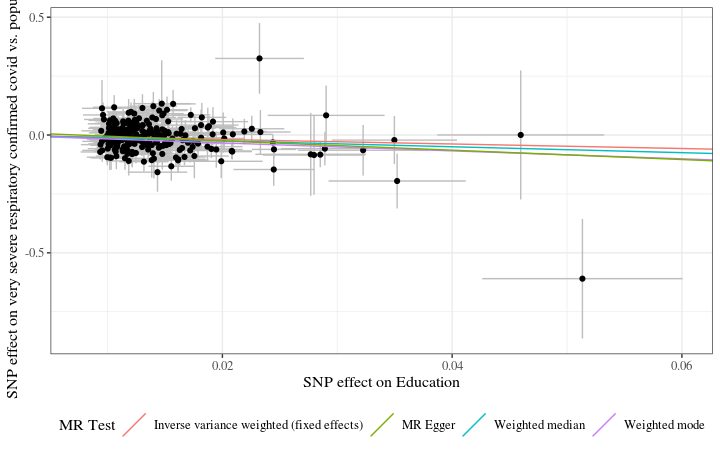 SNP effect on very severe respiratory confirmed covid vs.
0.5
0.0
-0.5
0.02
0.04
0.06
SNP effect on Education
MR Test
Inverse variance weighted (fixed effects)
MR Egger
Weighted median
Weighted mode